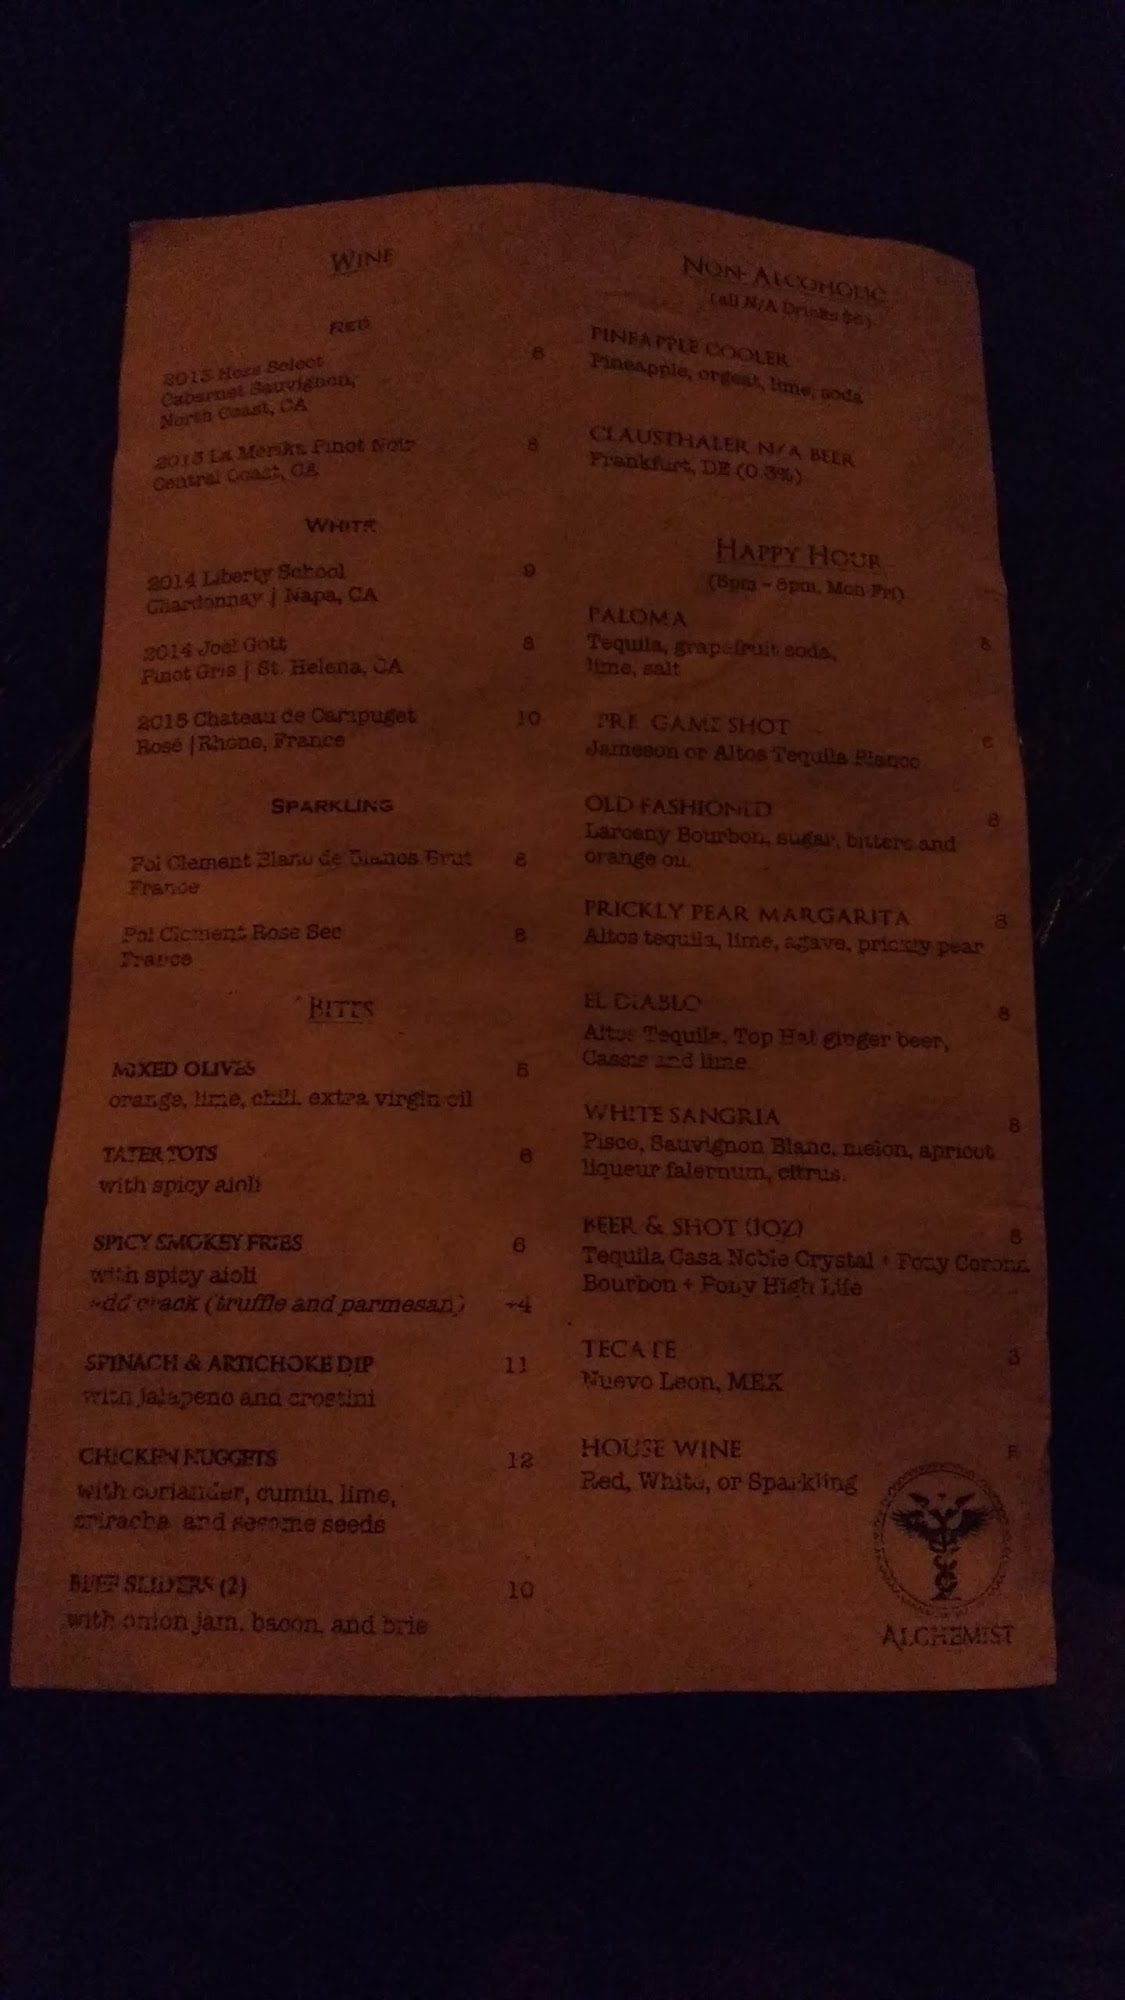 WINE
RED
2013 Hess Select
Cabernet Sauvignon,
North Coast, CA
2013 La Merika Pinot Noir 8
Central Coast, CA
WHITE
2014 Liberty School 9
Chardonnay | Napa, CA
2014 Joel Gott 8
Pinot Gris | St. Helena, CA
2015 Chateau de Campuget 10
Rosé | Rhone, France
SPARKLING
Pol Clement Blanc de Blancs Brut 8
France
Pol Clement Rose Sec 8
France
BITES
MIXED OLIVES
orange, lime, chili, extra virgin oil
TATER TOTS
with spicy aioli
SPICY SMOKEY FRIES 6
with spicy aioli
add crack (truffle and parmesan) +4
SPINACH & ARTICHOKE DIP 11
with jalapeno and crostini
CHICKEN NUGGETS 12
with coriander, cumin, lime,
sriracha and sesame seeds
BEEF SLIDERS (2) 10
with onion jam, bacon, and brie
NON-ALCOHOLIC
(all N/A Drinks
PINEAPPLE COOLER
Pineapple, orgeat, lime, soda
CLAUSTHALER N/A BEER
Frankfurt, DE (0.3%)
HAPPY HOUR
(5pm - 8pm, Mon Fri)
PALOMA
Tequila, grapefruit soda,
lime, salt
PRE GAME SHOT
Jameson or Altos Tequila Blanco
OLD FASHIONED 8
Larceny Bourbon, sugar, bitters and
orange oil.
PRICKLY PEAR MARGARITA 8
Altos tequila, lime, agave, prickly pear
EL DIABLO 8
Altos Tequila, Top Hat ginger beer,
Cassis and lime.
WHITE SANGRIA 8
Pisco, Sauvignon Blanc, melon, apricot
liqueur falernum, citrus.
BEER & SHOT (1OZ) 8
Tequila Casa Noble Crystal + Pony Corona
Bourbon + Pony High Life
TECATE 3
Nuevo Leon, MEX
HOUSE WINE
Red, White, or Sparkling
ALCHEMIST